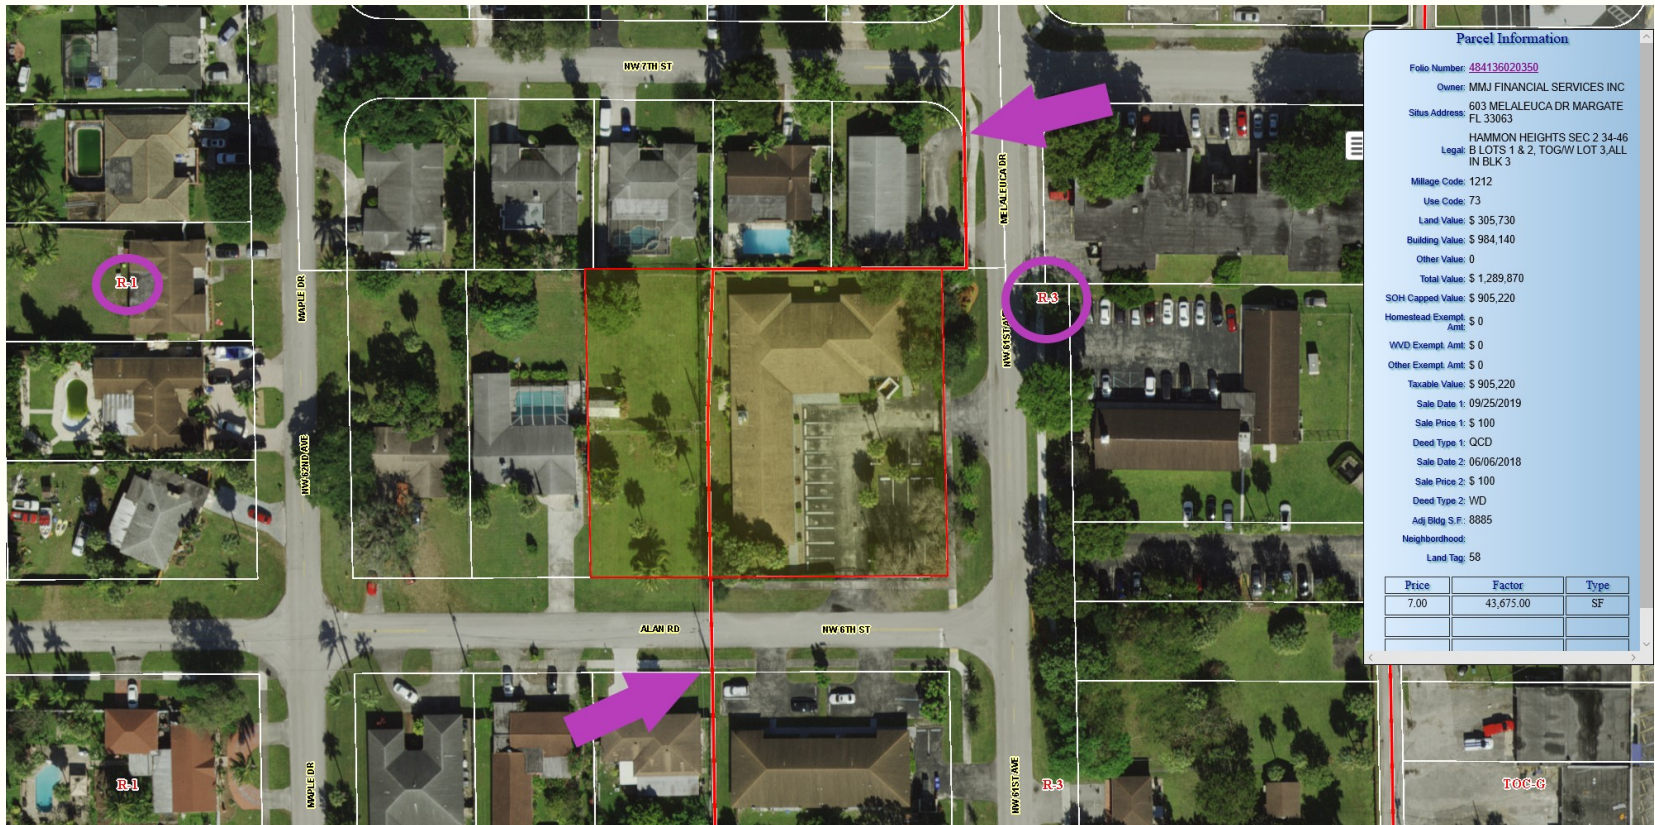 NW 7TH ST
MELALEUCA DR
R-1
MAPLE DR
R-3
NW 61ST AVE
NW 62ND AVE
ALAN RD
NW 6TH ST
R-1
MAPLE DR
NW 61ST AVE
R-3
TOC-G
Parcel Information
Folio Number: 484136020350
Owner: MMJ FINANCIAL SERVICES INC
Situs Address: 603 MELALEUCA DR MARGATE
FL 33063
HAMMON HEIGHTS SEC 2 34-46
Legal: B LOTS 1 & 2, TOG/W LOT 3,ALL
IN BLK 3
Millage Code: 1212
Use Code: 73
Land Value: $ 305,730
Building Value: $ 984,140
Other Value: 0
Total Value: $ 1,289,870
SOH Capped Value: $ 905,220
Homestead Exempt.
Amt: $ 0
WVD Exempt. Amt: $ 0
Other Exempt. Amt: $ 0
Taxable Value: $ 905,220
Sale Date 1: 09/25/2019
Sale Price 1: $ 100
Deed Type 1: QCD
Sale Date 2: 06/06/2018
Sale Price 2: $ 100
Deed Type 2: WD
Adj Bldg S.F.: 8885
Neighbordhood:
Land Tag: 58
Price Factor Type
7.00 43,675.00 SF